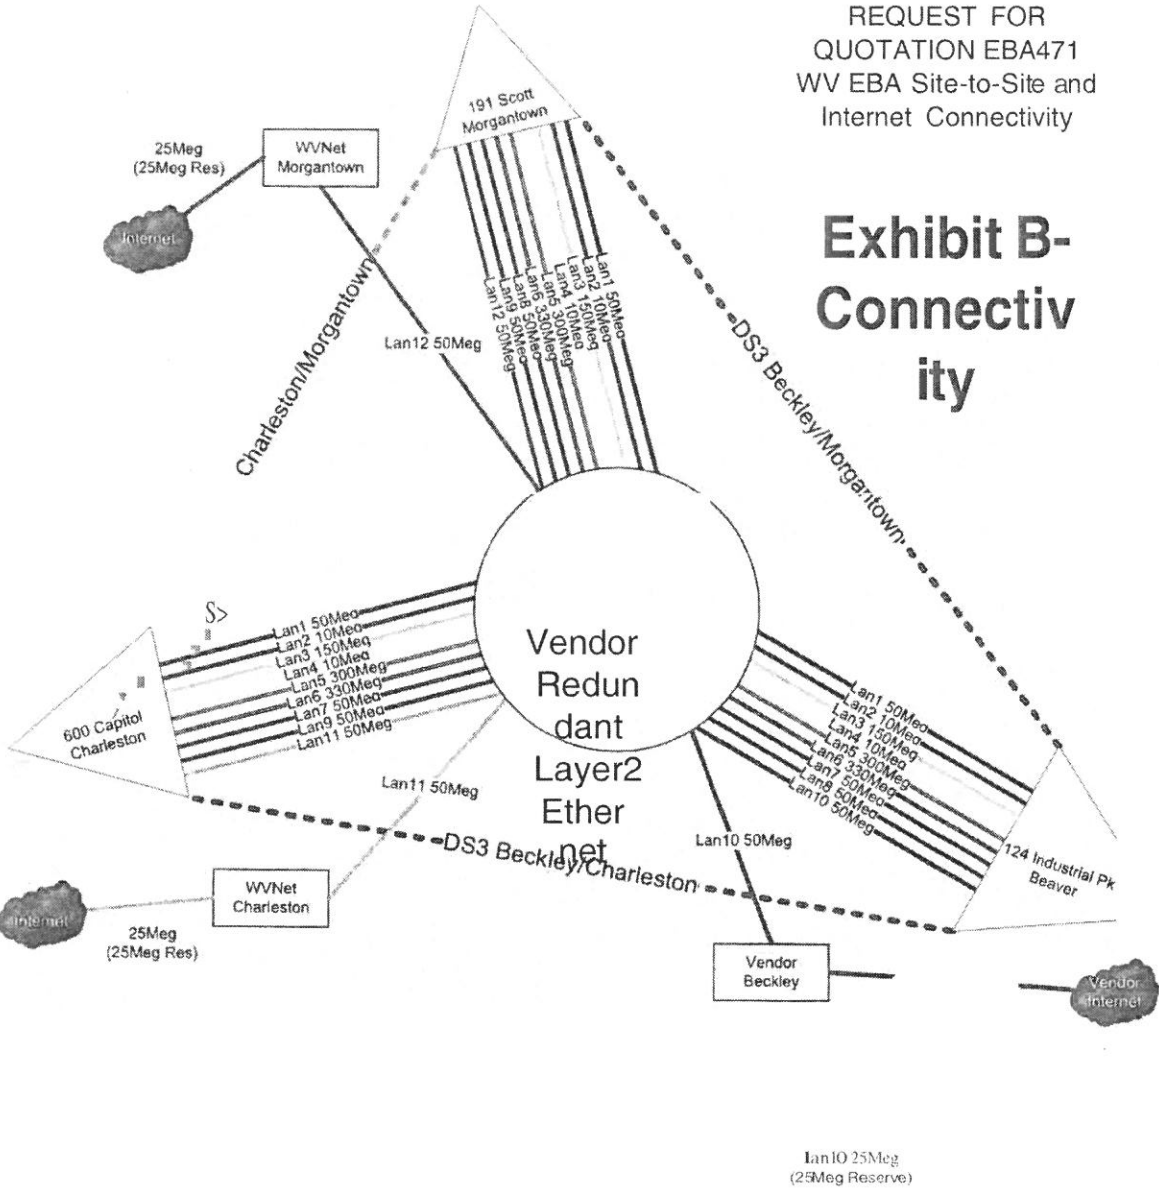 REQUEST FOR
QUOTATION EBA471
WV EBA Site-to-Site and
Internet Connectivity
Exhibit B-
Connectiv
ity
191 Scott
Morgantown
25Meg
(25Meg Res)
WVNet
Morgantown
Internet
Charleston/Morgantown
Lan12 50Meg
Lan12 50Meg
Lan9 50Meg
Lan8 50Meg
Lan6 330Meg
Lan5 300Meg
Lan4 10Meg
Lan3 150Meg
Lan2 10Meg
Lan1 50Meg
DS3 Beckley/Morgantown
S>
Lan1 50Meg
Lan2 10Meg
Lan3 150Meg
Lan4 10Meg
Lan5 300Meg
Lan6 330Meg
Lan7 50Meg
Lan9 50Meg
Lan11 50Meg
600 Capitol
Charleston
Vendor
Redun
dant
Layer2
Ether
net
Lan1 50Meg
Lan2 10Meg
Lan3 150Meg
Lan4 10Meg
Lan5 300Meg
Lan6 330Meg
Lan7 50Meg
Lan8 50Meg
Lan10 50Meg
124 Industrial Pk
Beaver
Lan11 50Meg
DS3 Beckley/Charleston
Lan10 50Meg
WVNet
Charleston
Internet
25Meg
(25Meg Res)
Vendor
Beckley
Vendor
Internet
Ian1O 25Meg
(25Meg Reserve)